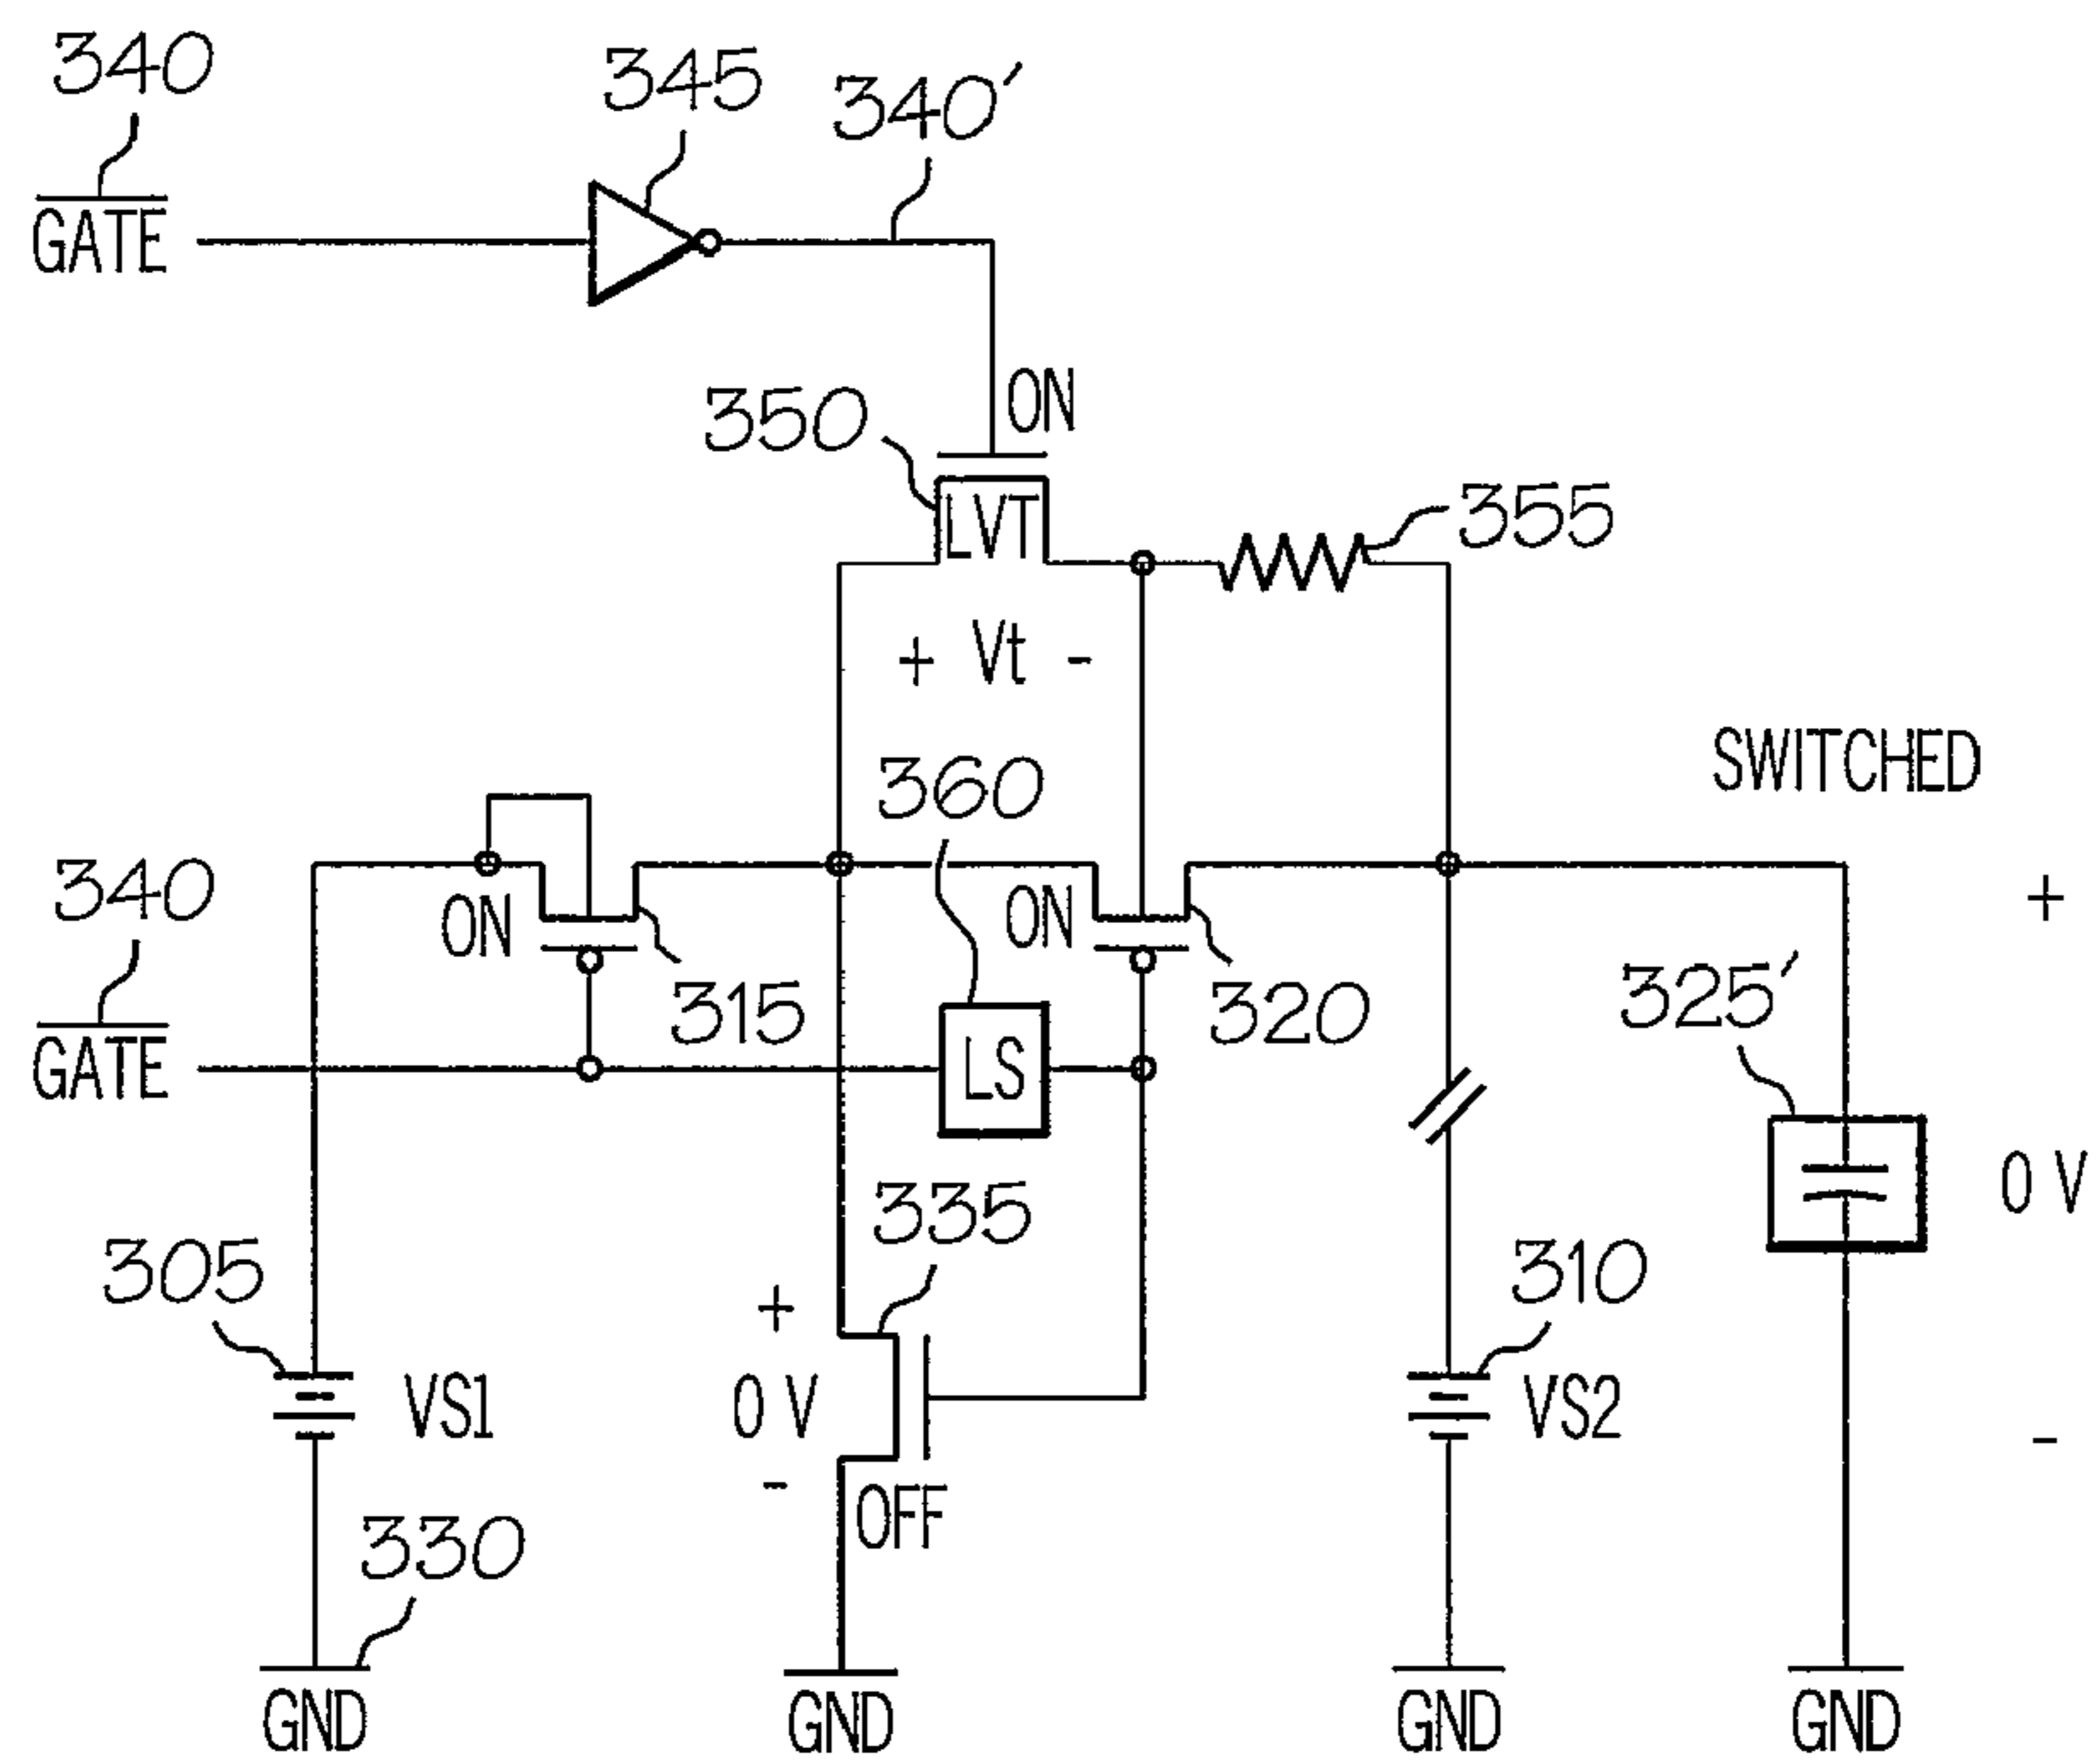 340
345
340'
GATE
ON
350
LVT
355
+ Vt -
SWITCHED
360
340
ON
ON
+
325'
GATE
315
LS
320
0 V
335
305
310
+
VS1
0 V
VS2
-
-
OFF
330
GND
GND
GND
GND